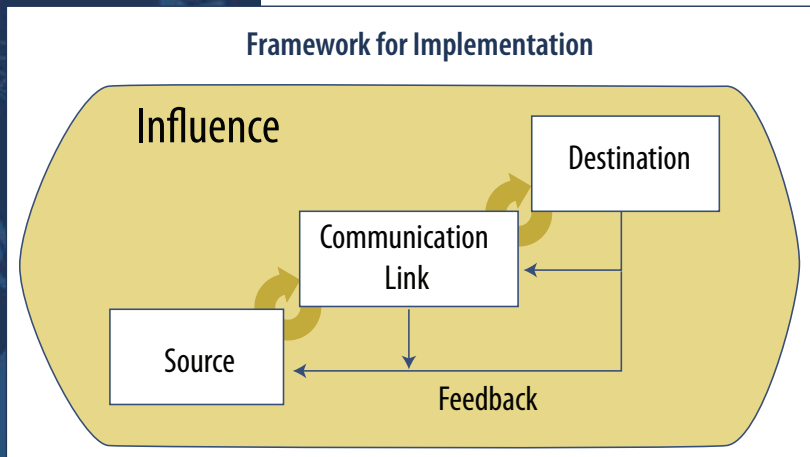 Framework for Implementation
Influence
Destination
Communication
Link
Source
Feedback